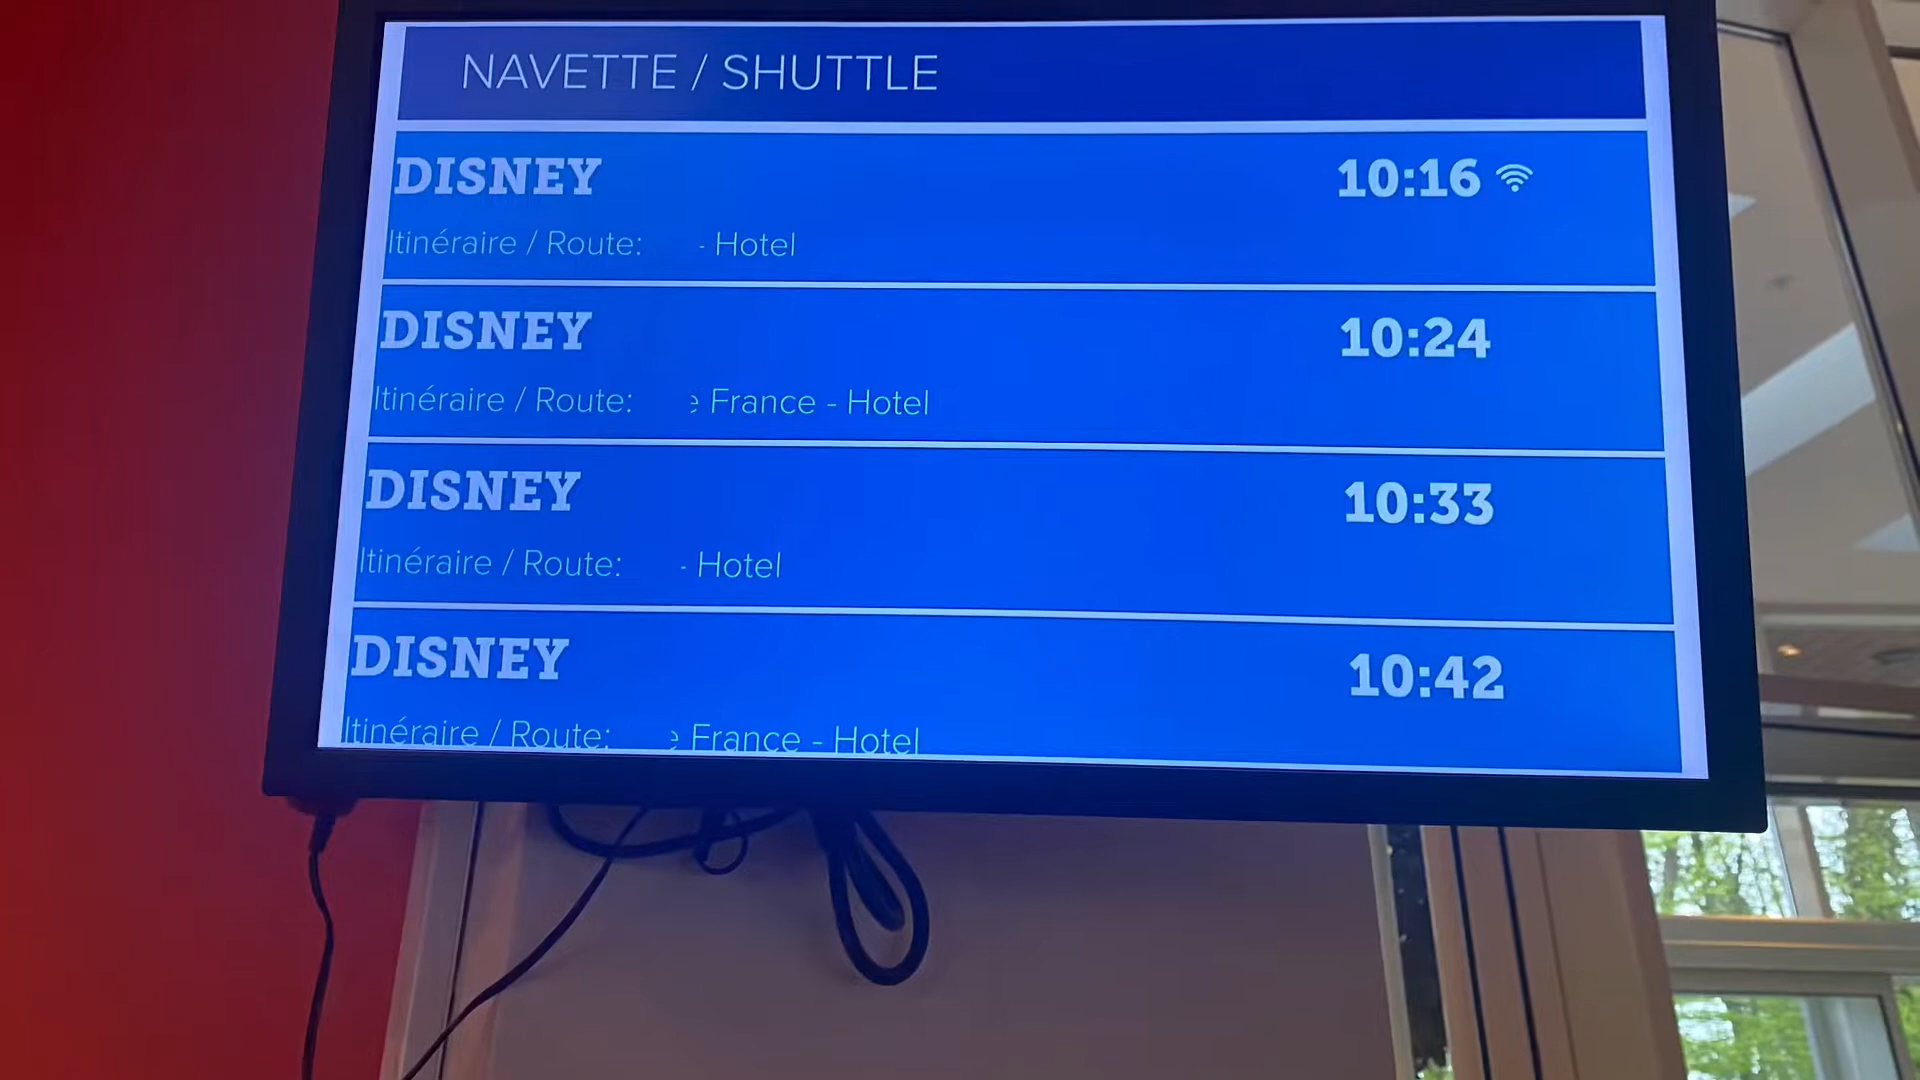 NAVETTE / SHUTTLE
DISNEY 10:16
Itinéraire / Route: - Hotel
DISNEY 10:24
Itinéraire / Route: e France - Hotel
DISNEY 10:33
Itinéraire / Route: - Hotel
DISNEY 10:42
Itinéraire / Route: e France - Hotel